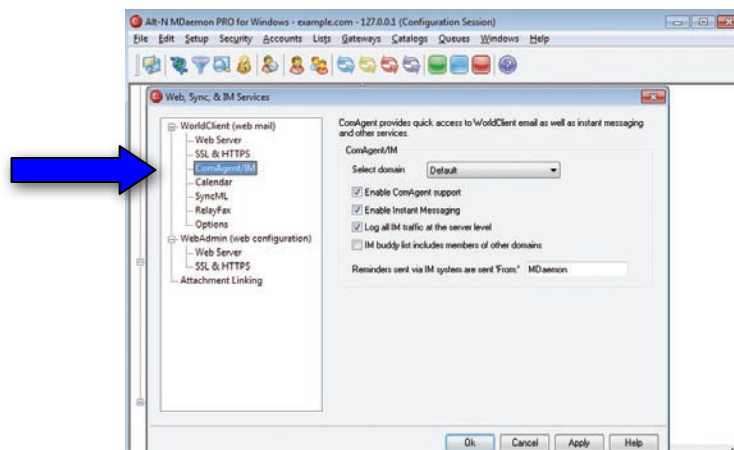 Alt-N MDaemon PRO for Windows - example.com - 127.0.0.1 (Configuration Session)
File Edit Setup Security Accounts Lists Gateways Catalogs Queues Windows Help
Web, Sync, & IM Services
WorldClient (web mail)
Web Server
SSL & HTTPS
ComAgent/IM
Calendar
SyncML
RelayFax
Options
WebAdmin (web configuration)
Web Server
SSL & HTTPS
Attachment Linking
ComAgent provides quick access to WorldClient email as well as instant messaging
and other services.
ComAgent/IM
Select domain Default
Enable ComAgent support
Enable Instant Messaging
Log all IM traffic at the server level
IM buddy list includes members of other domains
Reminders sent via IM system are sent 'From:' MDaemon
Ok Cancel Apply Help